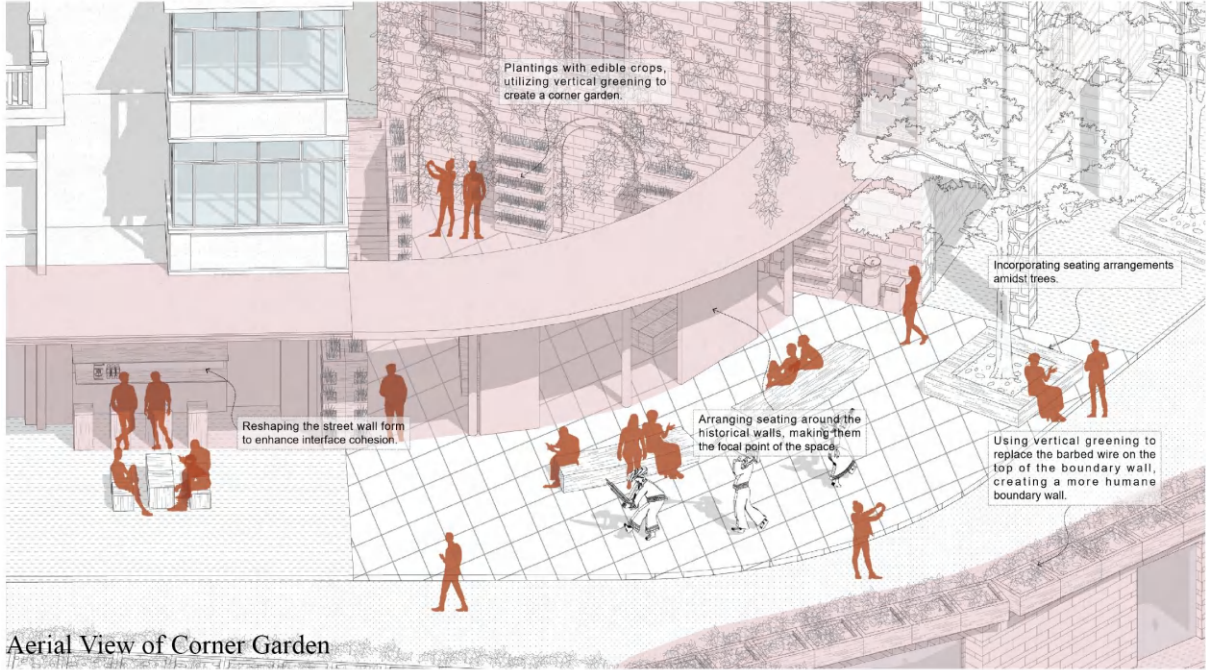 Plantings with edible crops,
utilizing vertical greening to
create a corner garden.
Incorporating seating arrangements
amidst trees.
Reshaping the street wall form
to enhance interface cohesion.
Arranging seating around the
historical walls, making them
the focal point of the space.
Using vertical greening to
replace the barbed wire on the
top of the boundary wall,
creating a more humane
boundary wall.
Aerial View of Corner Garden